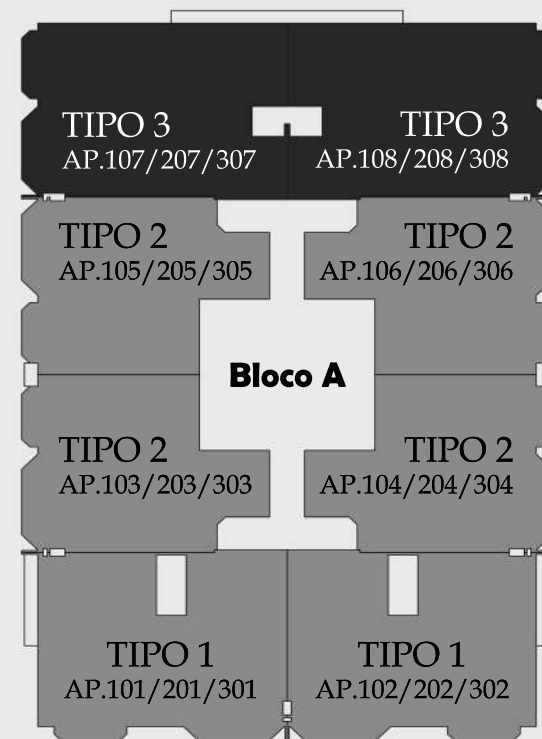 TIPO 3
AP.107/207/307
TIPO 3
AP.108/208/308
TIPO 2
AP.105/205/305
TIPO 2
AP.106/206/306
Bloco A
TIPO 2
AP.103/203/303
TIPO 2
AP.104/204/304
TIPO 1
AP.101/201/301
TIPO 1
AP.102/202/302